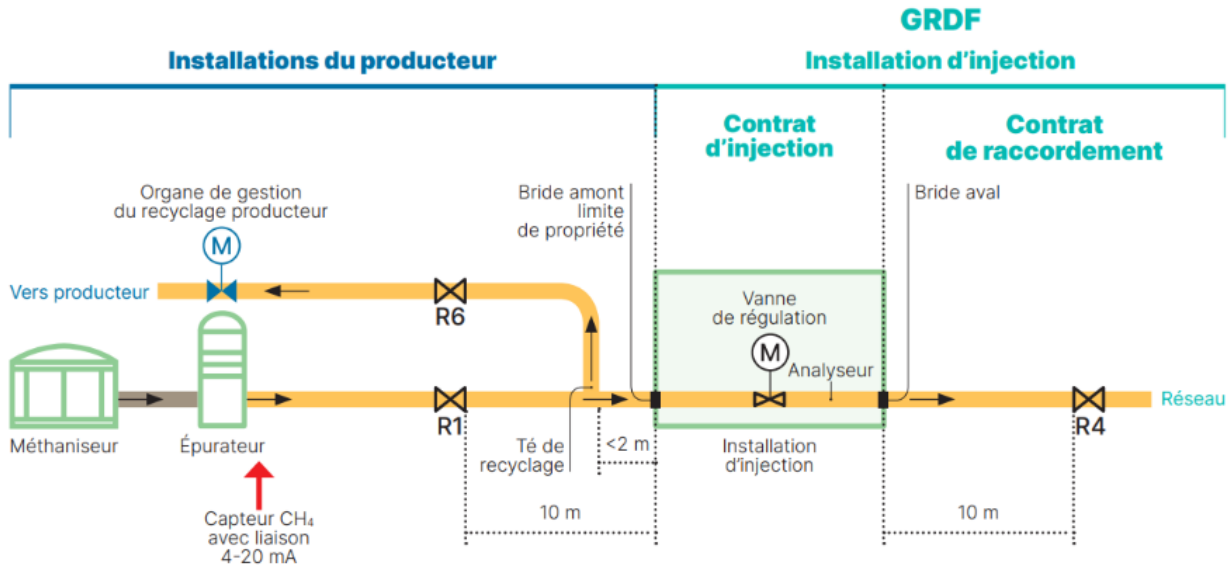 GRDF
Installations du producteur
Installation d'injection
Contrat
d'injection
Contrat
de raccordement
Organe de gestion
du recyclage producteur
Bride amont
limite
de propriété
Bride aval
M
Vers producteur
R6
Vanne
de régulation
M
Analyseur
Réseau
R1
R4
Méthaniseur
Épurateur
Té de
recyclage
<2 m
Installation
d'injection
10 m
10 m
Capteur CH₄
avec liaison
4-20 mA